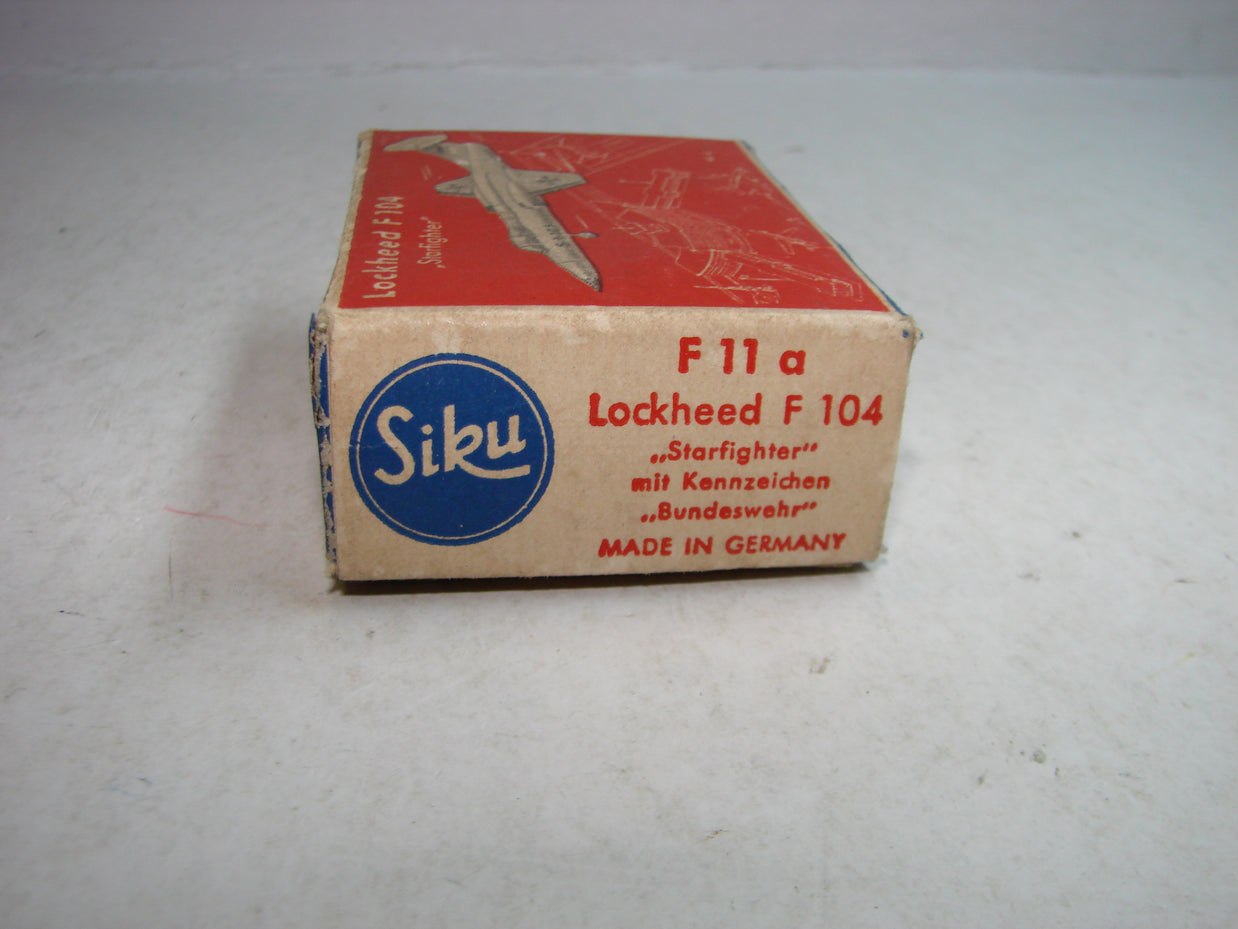 Lockheed F 104
„Starfighter"
Siku
F 11 a
Lockheed F 104
„Starfighter"
mit Kennzeichen
„Bundeswehr"
MADE IN GERMANY